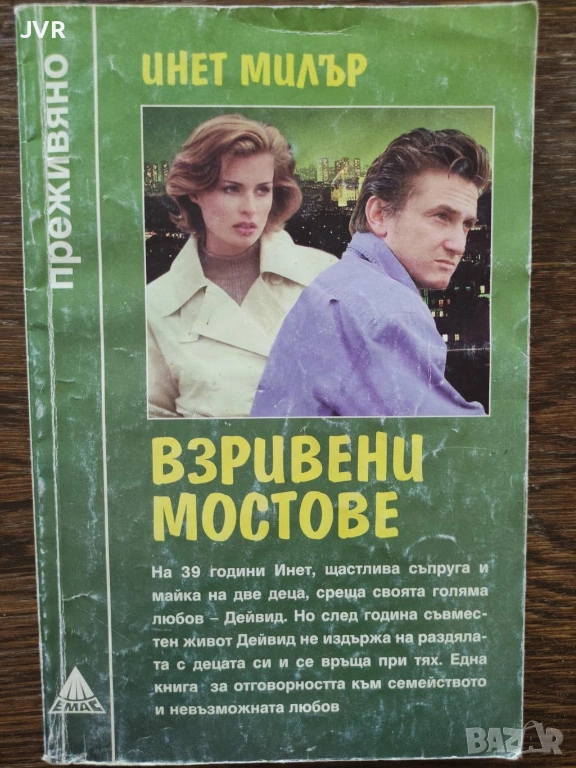 JVR
преживяно
ИНЕТ МИЛЪР
ВЗРИВЕНИ
МОСТОВЕ
На 39 години Инет, щастлива съпруга и
майка на две деца, среща своята голяма
любов – Дейвид. Но след година съвмес-
тен живот Дейвид не издържа на раздяла-
та с децата си и се връща при тях. Една
книга за отговорността към семейството
и невъзможната любов
ЕМАС
BAZAR
bg